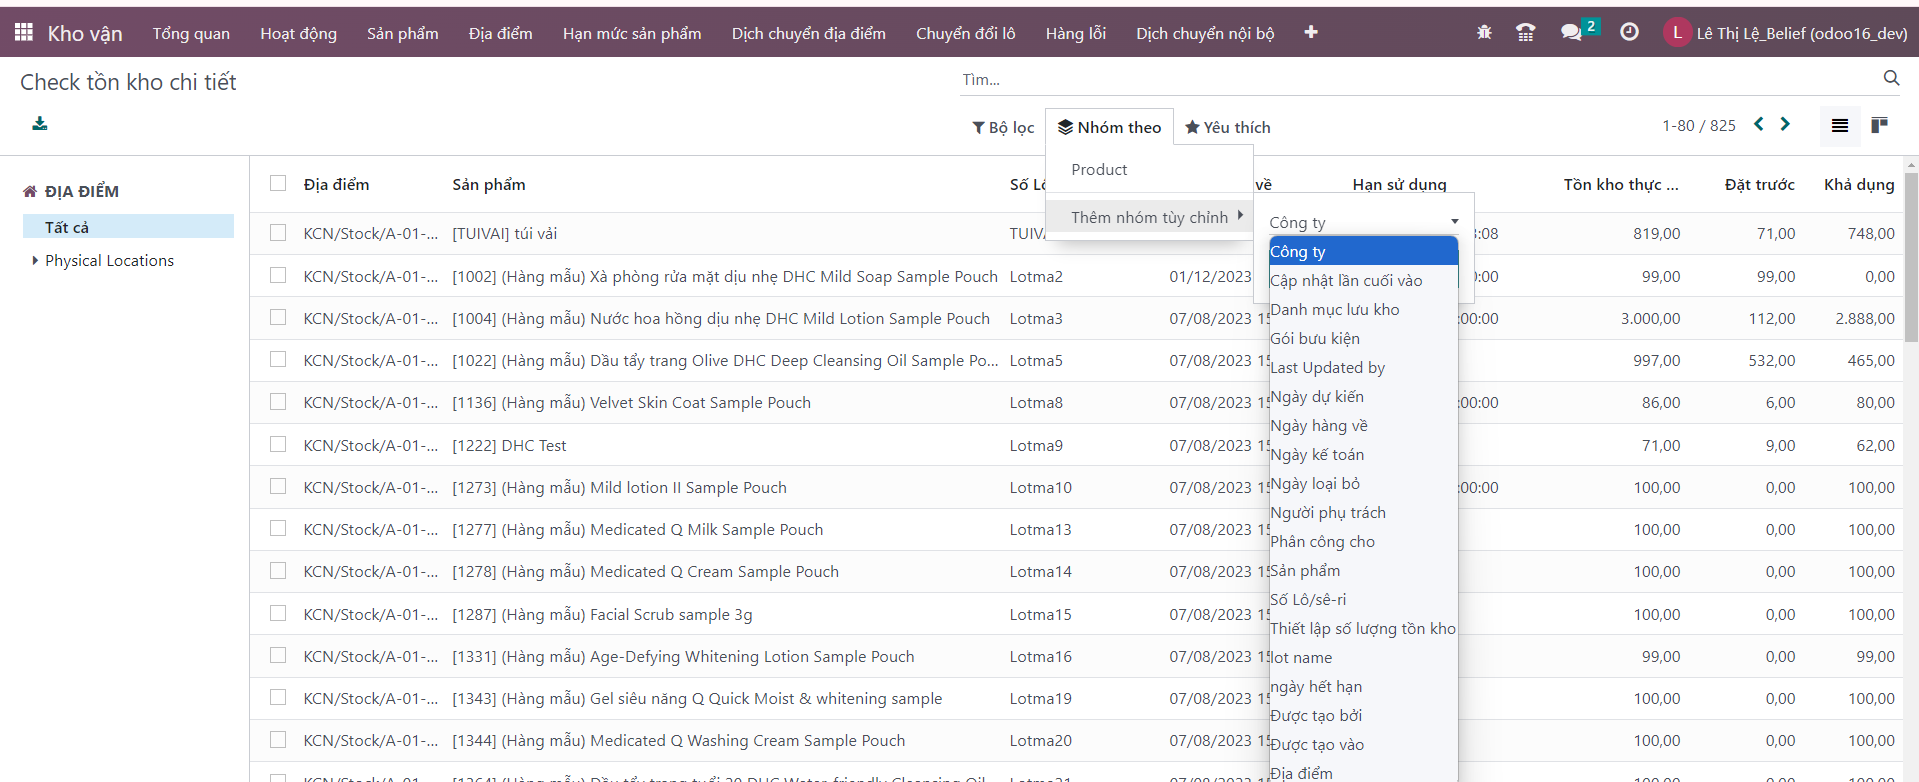 Kho vận Tổng quan Hoạt động Sản phẩm Địa điểm Hạn mức sản phẩm Dịch chuyển địa điểm Chuyển đổi lô Hàng lỗi Dịch chuyển nội bộ 2 L Lê Thị Lệ_Belief (odoo16_dev)
Check tồn kho chi tiết Tìm...
Bộ lọc Nhóm theo Yêu thích 1-80 / 825
Product
Thêm nhóm tùy chỉnh
Công ty
Công ty
Cập nhật lần cuối vào
Danh mục lưu kho
Gói bưu kiện
Last Updated by
Ngày dự kiến
Ngày hàng về
Ngày kế toán
Ngày loại bỏ
Người phụ trách
Phân công cho
Sản phẩm
Số Lô/sê-ri
Thiết lập số lượng tồn kho
lot name
ngày hết hạn
Được tạo bởi
Được tạo vào
Địa điểm
ĐỊA ĐIỂM
Tất cả
Physical Locations
Địa điểm Sản phẩm Số Lô về Hạn sử dụng Tồn kho thực ... Đặt trước Khả dụng
KCN/Stock/A-01-... [TUIVAI] túi vải TUIVA :08 819,00 71,00 748,00
KCN/Stock/A-01-... [1002] (Hàng mẫu) Xà phòng rửa mặt dịu nhẹ DHC Mild Soap Sample Pouch Lotma2 01/12/2023 :00 99,00 99,00 0,00
KCN/Stock/A-01-... [1004] (Hàng mẫu) Nước hoa hồng dịu nhẹ DHC Mild Lotion Sample Pouch Lotma3 07/08/2023 15 :00:00 3.000,00 112,00 2.888,00
KCN/Stock/A-01-... [1022] (Hàng mẫu) Dầu tẩy trang Olive DHC Deep Cleansing Oil Sample Po... Lotma5 07/08/2023 15 997,00 532,00 465,00
KCN/Stock/A-01-... [1136] (Hàng mẫu) Velvet Skin Coat Sample Pouch Lotma8 07/08/2023 15 :00:00 86,00 6,00 80,00
KCN/Stock/A-01-... [1222] DHC Test Lotma9 07/08/2023 15 71,00 9,00 62,00
KCN/Stock/A-01-... [1273] (Hàng mẫu) Mild lotion II Sample Pouch Lotma10 07/08/2023 15 :00:00 100,00 0,00 100,00
KCN/Stock/A-01-... [1277] (Hàng mẫu) Medicated Q Milk Sample Pouch Lotma13 07/08/2023 15 100,00 0,00 100,00
KCN/Stock/A-01-... [1278] (Hàng mẫu) Medicated Q Cream Sample Pouch Lotma14 07/08/2023 15 100,00 0,00 100,00
KCN/Stock/A-01-... [1287] (Hàng mẫu) Facial Scrub sample 3g Lotma15 07/08/2023 15 100,00 0,00 100,00
KCN/Stock/A-01-... [1331] (Hàng mẫu) Age-Defying Whitening Lotion Sample Pouch Lotma16 07/08/2023 15 99,00 0,00 99,00
KCN/Stock/A-01-... [1343] (Hàng mẫu) Gel siêu năng Q Quick Moist & whitening sample Lotma19 07/08/2023 15 100,00 0,00 100,00
KCN/Stock/A-01-... [1344] (Hàng mẫu) Medicated Q Washing Cream Sample Pouch Lotma20 07/08/2023 15 100,00 0,00 100,00